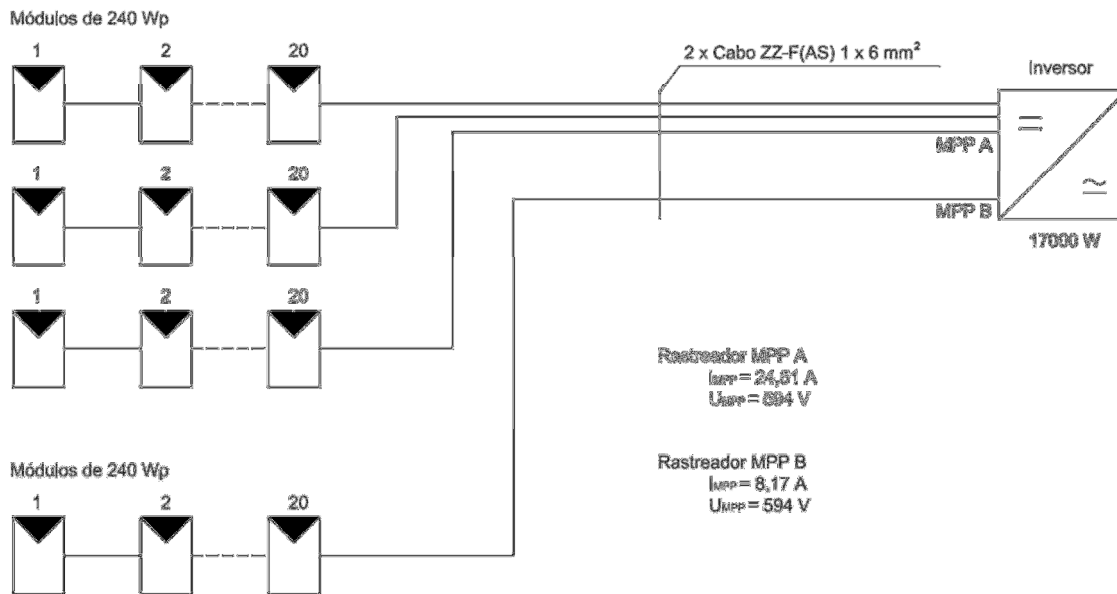 Módulos de 240 Wp
1 2 20
2 x Cabo ZZ-F(AS) 1 x 6 mm²
Inversor
MPP A
1 2 20
MPP B
17000 W
1 2 20
Rastreador MPP A
IMPP = 24,51 A
UMPP = 594 V
Módulos de 240 Wp
1 2 20
Rastreador MPP B
IMPP = 8,17 A
UMPP = 594 V